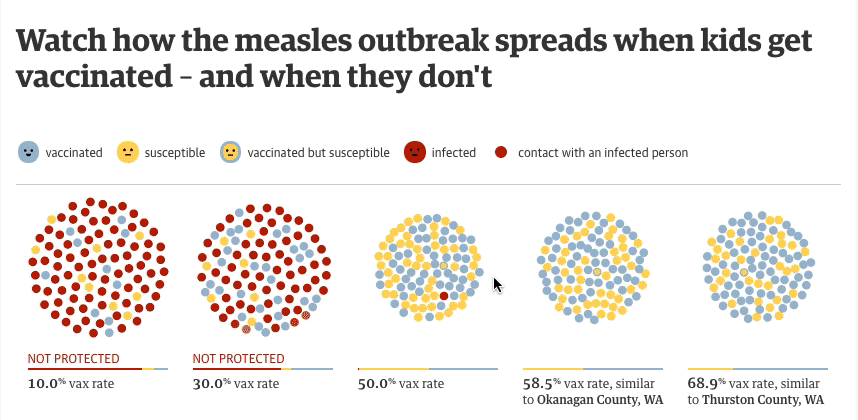 Watch how the measles outbreak spreads when kids get
vaccinated – and when they don't
vaccinated
susceptible
vaccinated but susceptible
infected
contact with an infected person
NOT PROTECTED
10.0% vax rate
NOT PROTECTED
30.0% vax rate
50.0% vax rate
58.5% vax rate, similar
to Okanagan County, WA
68.9% vax rate, similar
to Thurston County, WA